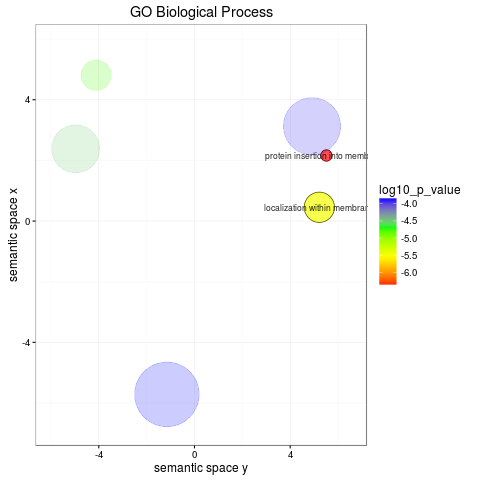 GO Biological Process
4
0
-4
semantic space x
-4
0
4
semantic space y
protein insertion into memb
localization within membran
log10_p_value
-4.0
-4.5
-5.0
-5.5
-6.0